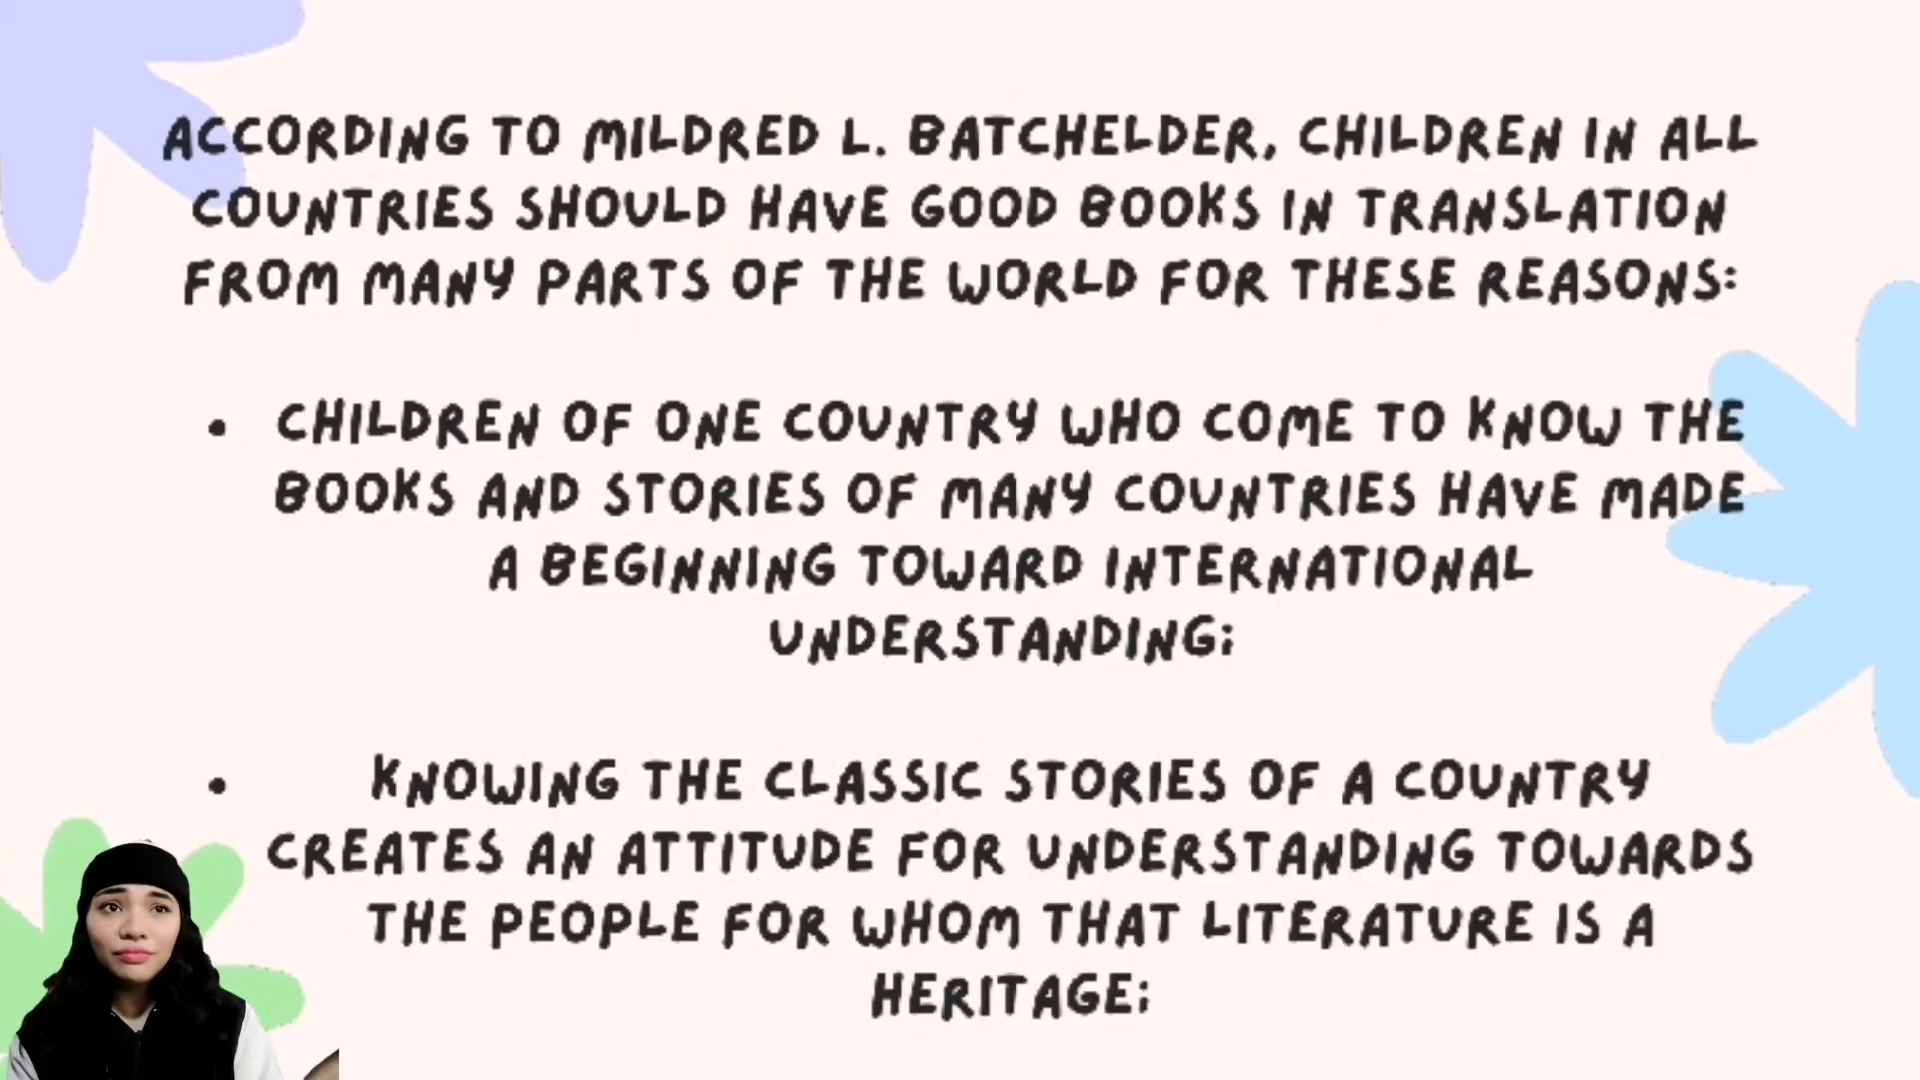 ACCORDING TO MILDRED L. BATCHELDER, CHILDREN IN ALL
COUNTRIES SHOULD HAVE GOOD BOOKS IN TRANSLATION
FROM MANY PARTS OF THE WORLD FOR THESE REASONS:
• CHILDREN OF ONE COUNTRY WHO COME TO KNOW THE
BOOKS AND STORIES OF MANY COUNTRIES HAVE MADE
A BEGINNING TOWARD INTERNATIONAL
UNDERSTANDING;
• KNOWING THE CLASSIC STORIES OF A COUNTRY
CREATES AN ATTITUDE FOR UNDERSTANDING TOWARDS
THE PEOPLE FOR WHOM THAT LITERATURE IS A
HERITAGE;